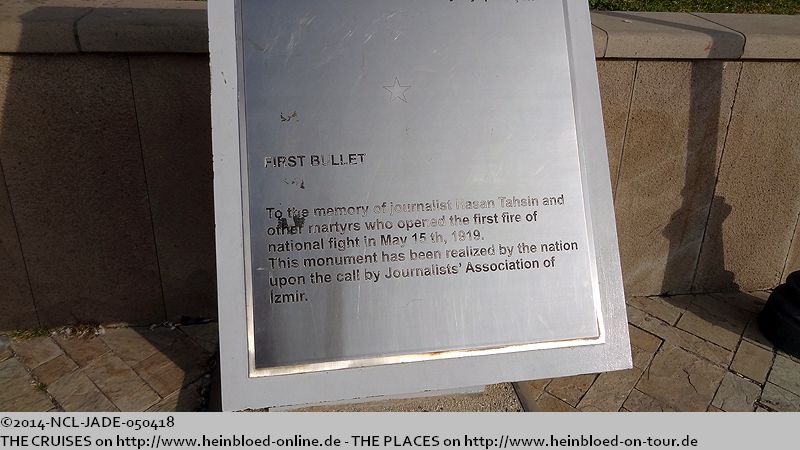 FIRST BULLET
To the memory of journalist Hasan Tahsin and
other martyrs who opened the first fire of
national fight in May 15 th, 1919.
This monument has been realized by the nation
upon the call by Journalists' Association of
İzmir.
©2014-NCL-JADE-050418
THE CRUISES on http://www.heinbloed-online.de - THE PLACES on http://www.heinbloed-on-tour.de